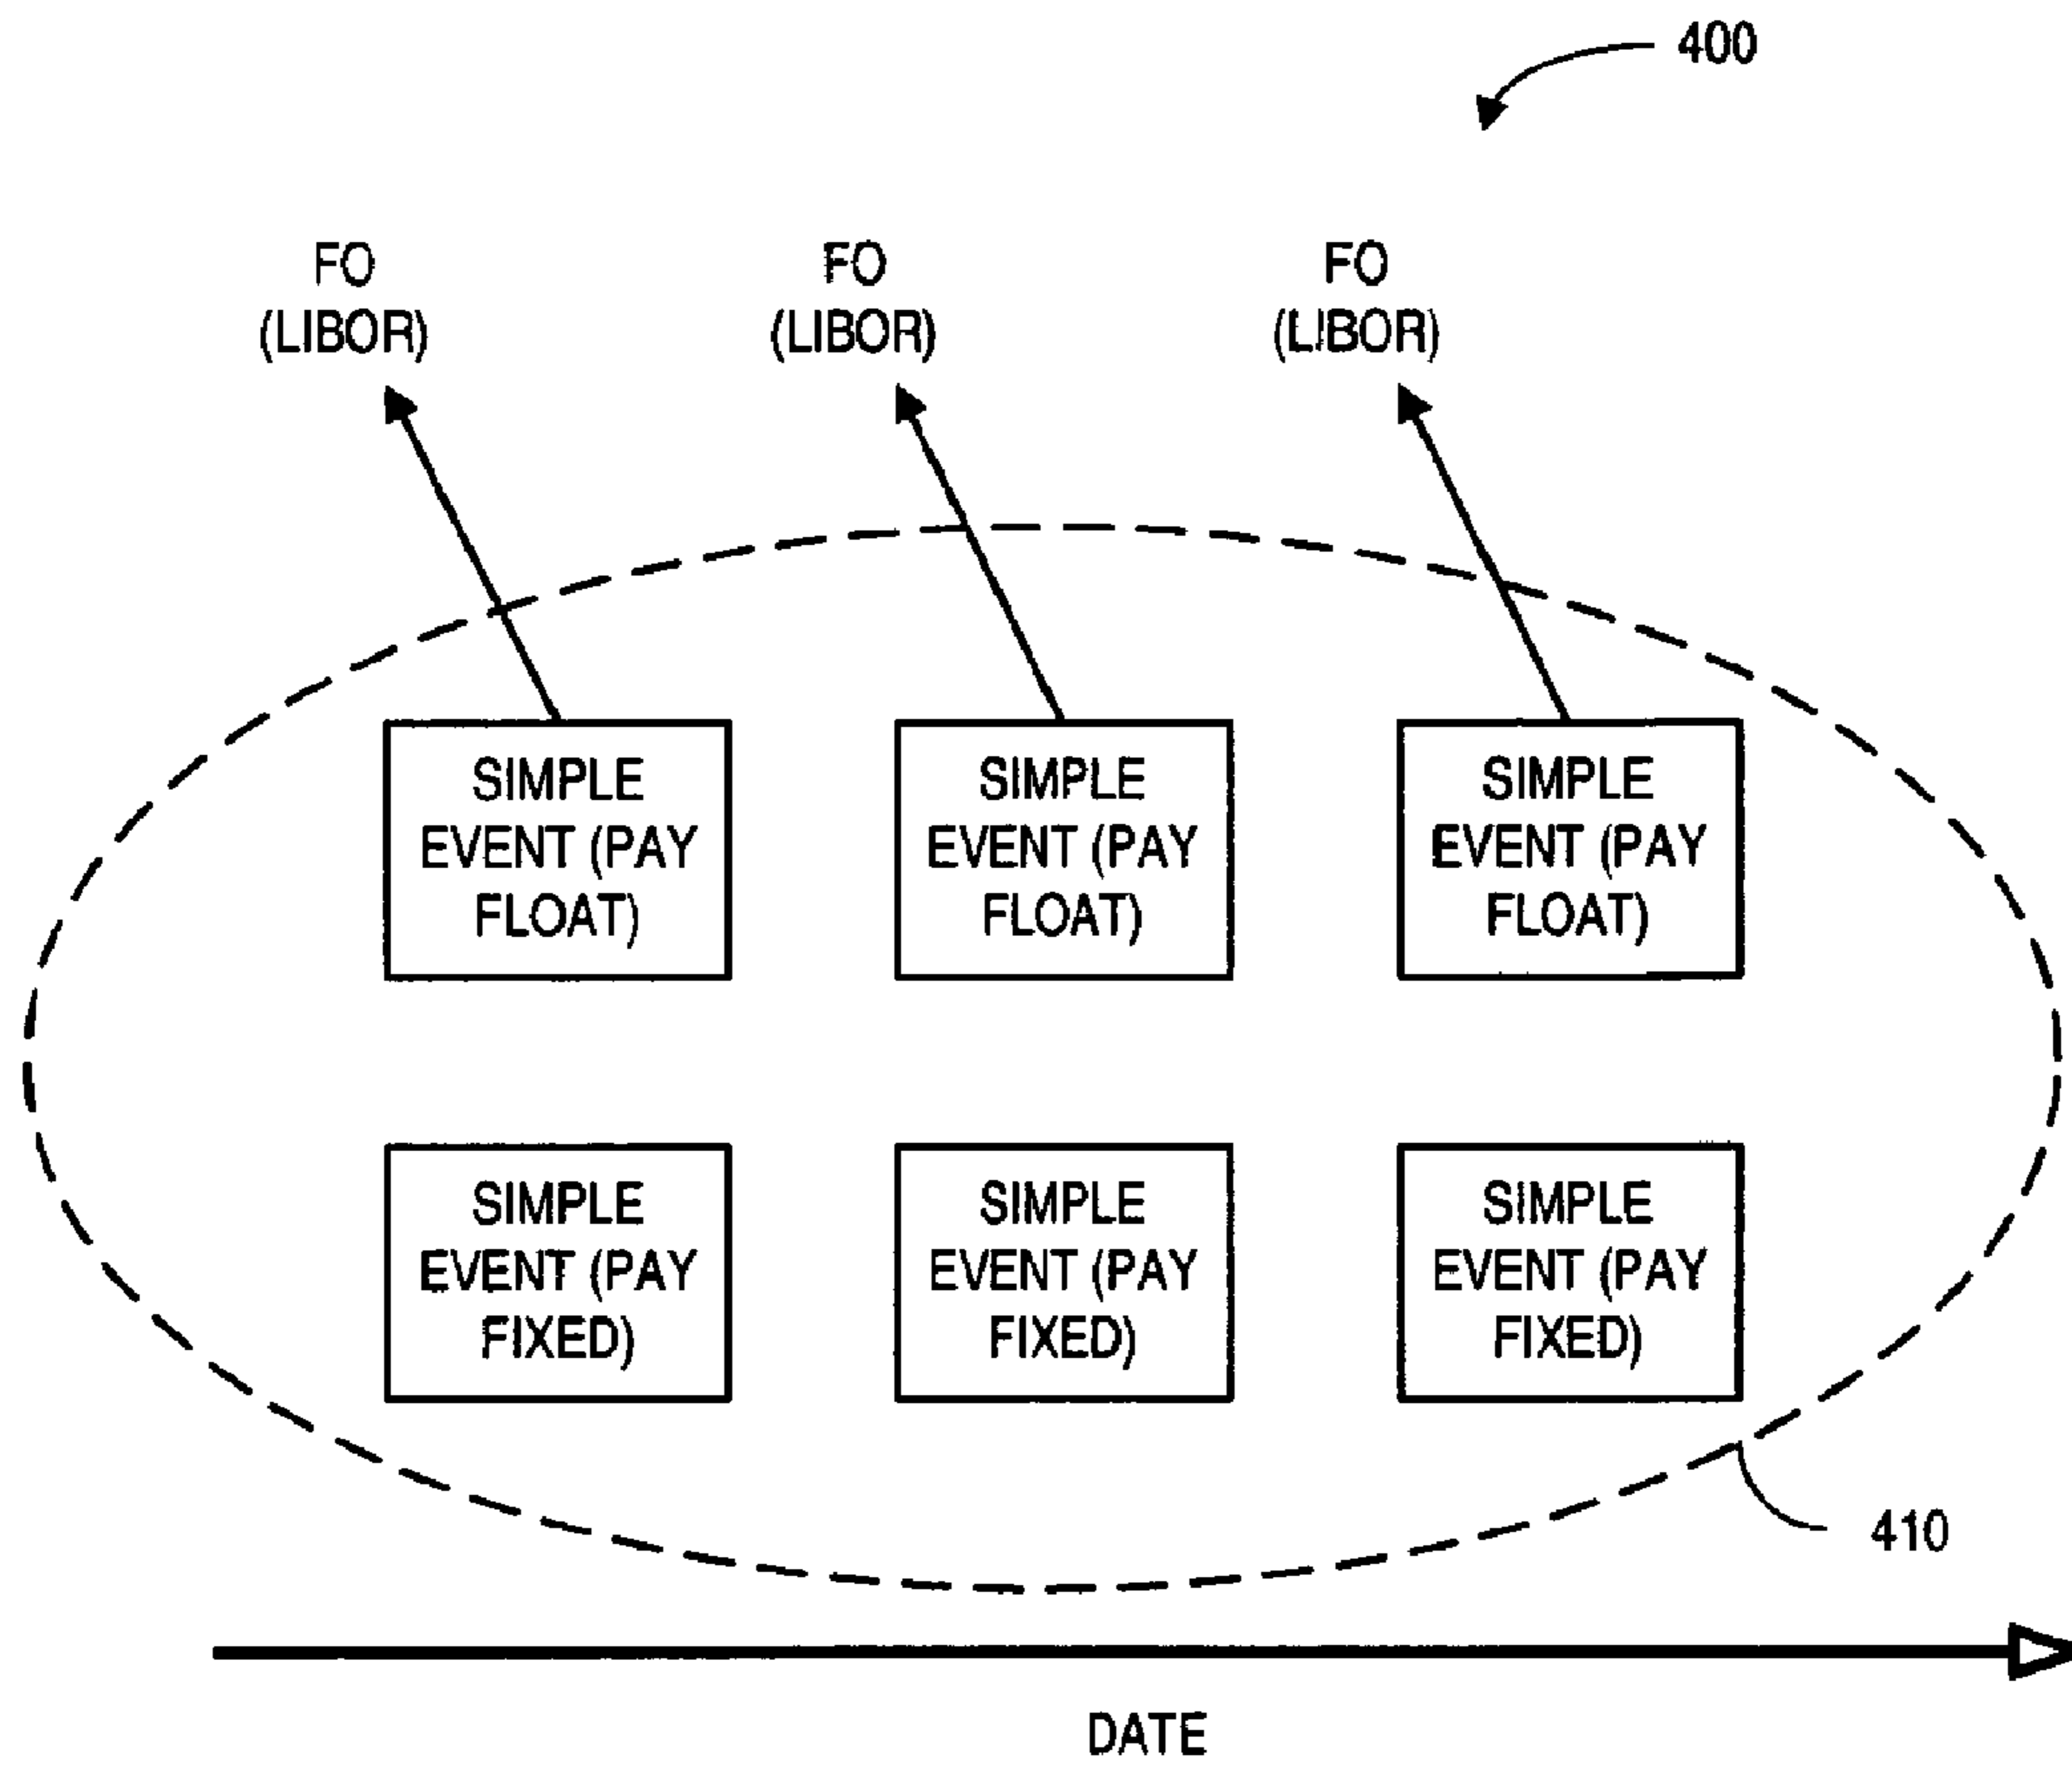 400
FO
(LIBOR)
FO
(LIBOR)
FO
(LIBOR)
SIMPLE
EVENT (PAY
FLOAT)
SIMPLE
EVENT (PAY
FLOAT)
SIMPLE
EVENT (PAY
FLOAT)
SIMPLE
EVENT (PAY
FIXED)
SIMPLE
EVENT (PAY
FIXED)
SIMPLE
EVENT (PAY
FIXED)
410
DATE